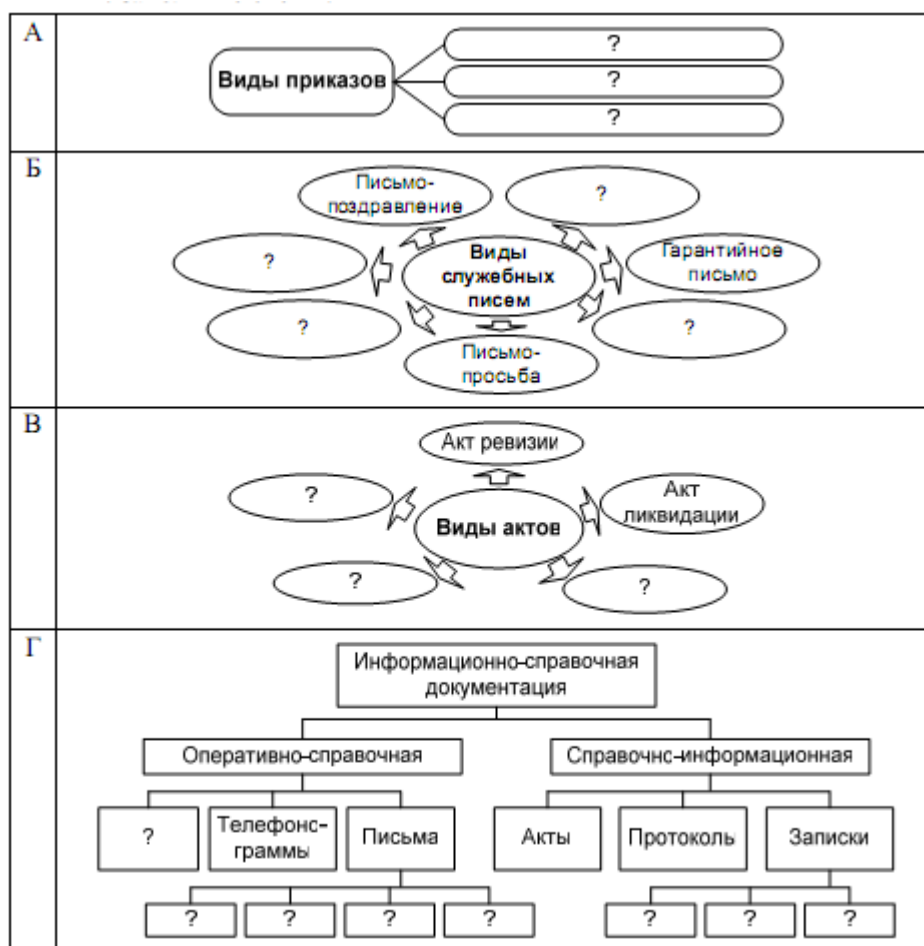 А
?
Виды приказов
?
?
Б
Письмо-
поздравление
?
?
Виды
служебных
писем
Гарантийное
письмо
?
?
Письмо-
просьба
В
Акт ревизии
?
Акт
ликвидации
Виды актов
?
?
Г
Информационно-справочная
документация
Оперативно-справочная
Справочнс-информационная
?
Телефонс-
граммы
Письма
Акты
Протоколы
Записки
? ? ? ? ? ? ?